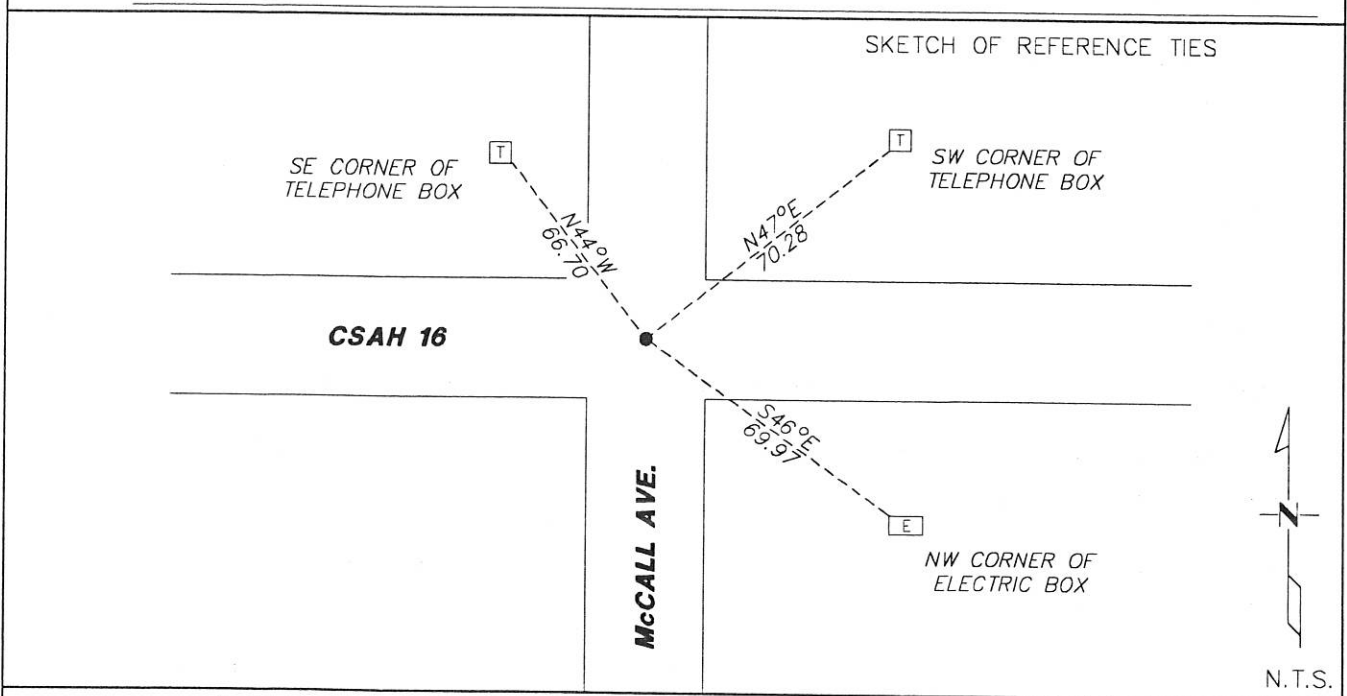 SKETCH OF REFERENCE TIES
T
SE CORNER OF
TELEPHONE BOX
T
SW CORNER OF
TELEPHONE BOX
N44°W
66.70
N47°E
70.28
CSAH 16
S46°E
69.97
McCALL AVE.
E
NW CORNER OF
ELECTRIC BOX
N
N.T.S.